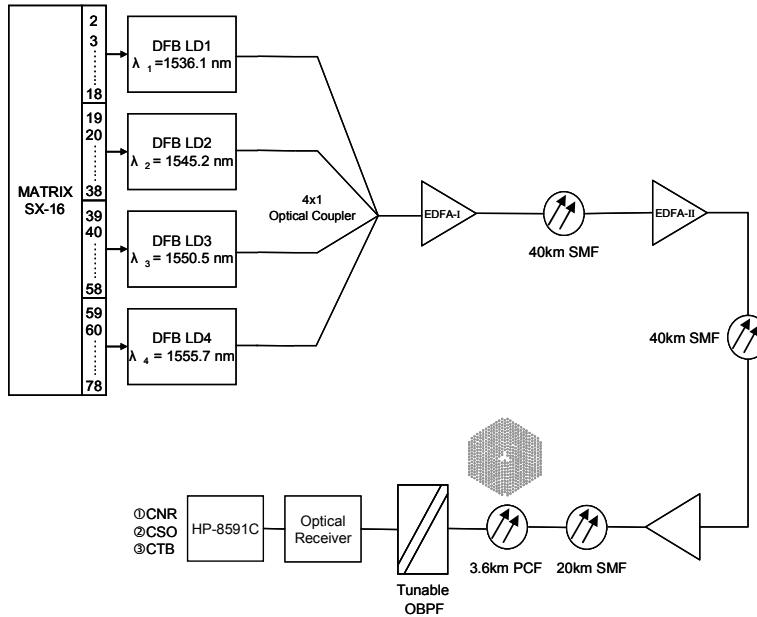 MATRIX
SX-16
2
3
18
19
20
38
39
40
58
59
60
78
DFB LD1
λ 1 =1536.1 nm
DFB LD2
λ 2 = 1545.2 nm
DFB LD3
λ 3 = 1550.5 nm
DFB LD4
λ 4 = 1555.7 nm
4x1
Optical Coupler
EDFA-I
40km SMF
EDFA-II
40km SMF
①CNR
②CSO
③CTB
HP-8591C
Optical
Receiver
Tunable
OBPF
3.6km PCF
20km SMF